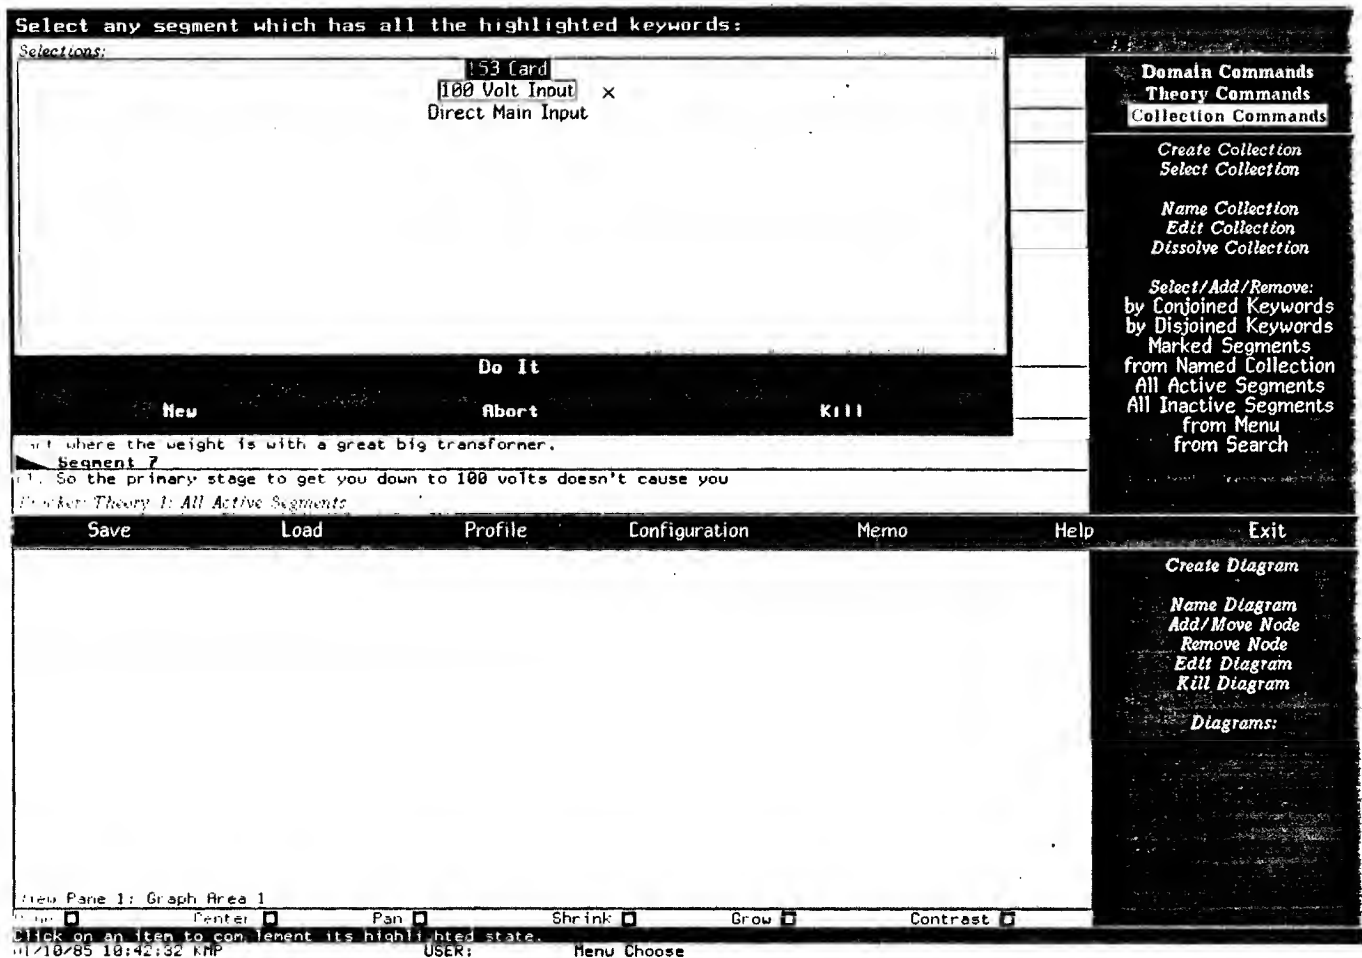 Select any segment which has all the highlighted keywords:
Selections:
153 Card
100 Volt Input
Direct Main Input
Do It
New Abort Kill
where the weight is with a great big transformer.
Segment 7
So the primary stage to get you down to 100 volts doesn't cause you
Theory 1: All Active Segments
Domain Commands
Theory Commands
Collection Commands
Create Collection
Select Collection
Name Collection
Edit Collection
Dissolve Collection
Select/Add/Remove:
by Conjoined Keywords
by Disjoined Keywords
Marked Segments
from Named Collection
All Active Segments
All Inactive Segments
from Menu
from Search
Save Load Profile Configuration Memo Help Exit
Create Diagram
Name Diagram
Add/Move Node
Remove Node
Edit Diagram
Kill Diagram
Diagrams:
View Pane 1: Graph Area 1
Center Pan Shrink Grow Contrast
Click on an item to complement its highlighted state.
01/10/85 10:42:32 KMP USER: Menu Choose